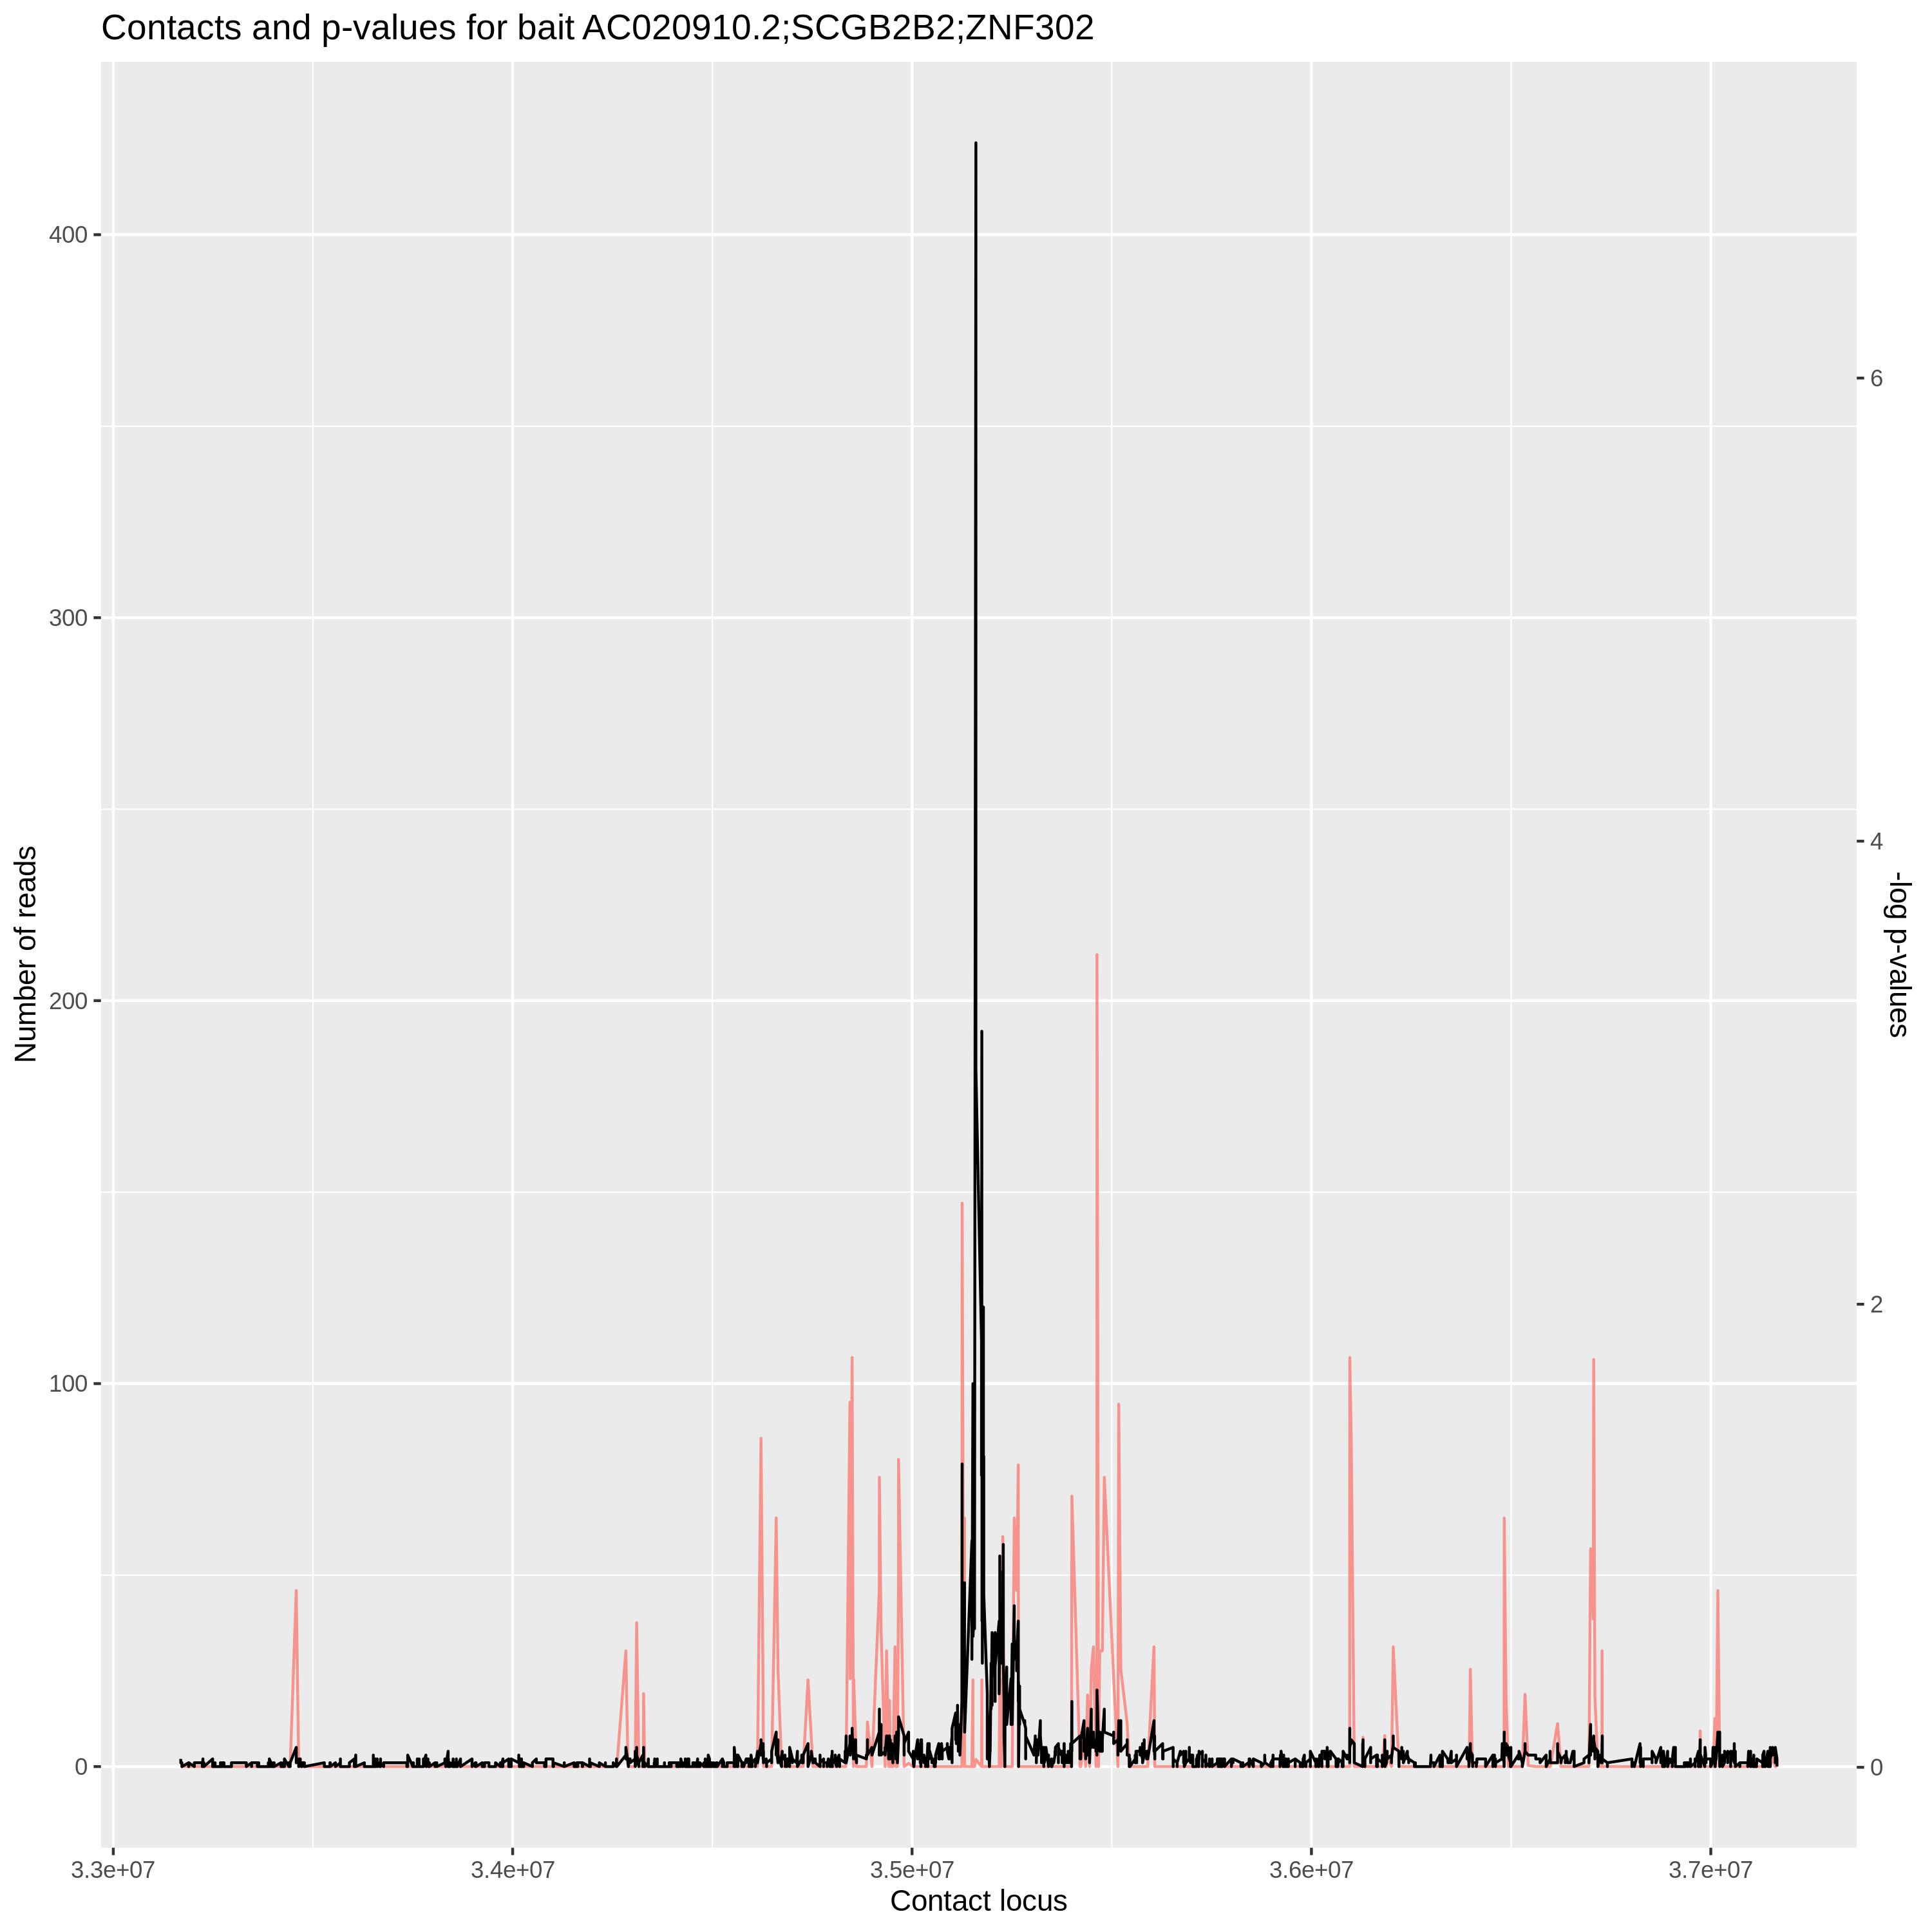 Contacts and p-values for bait AC020910.2;SCGB2B2;ZNF302
400
300
200
100
0
Number of reads
6
4
2
0
-log p-values
3.3e+07
3.4e+07
3.5e+07
3.6e+07
3.7e+07
Contact locus